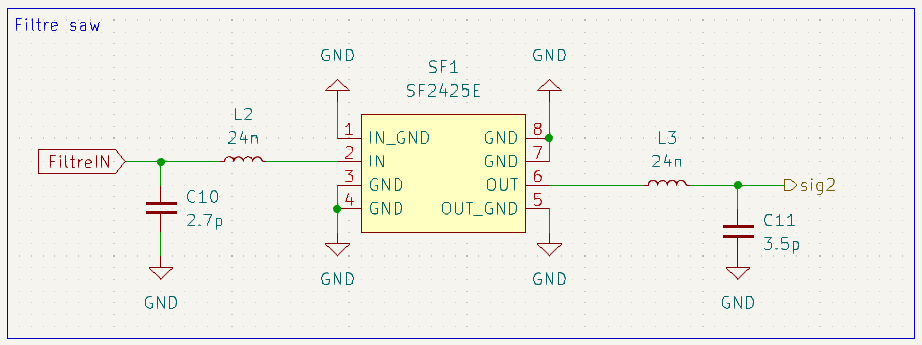 Filtre saw
GND
GND
SF1
SF2425E
L2
24n
L3
24n
1
IN_GND
GND
8
2
IN
GND
7
3
GND
OUT
6
4
GND
OUT_GND
5
FiltreIN
sig2
C10
2.7p
C11
3.5p
GND
GND
GND
GND